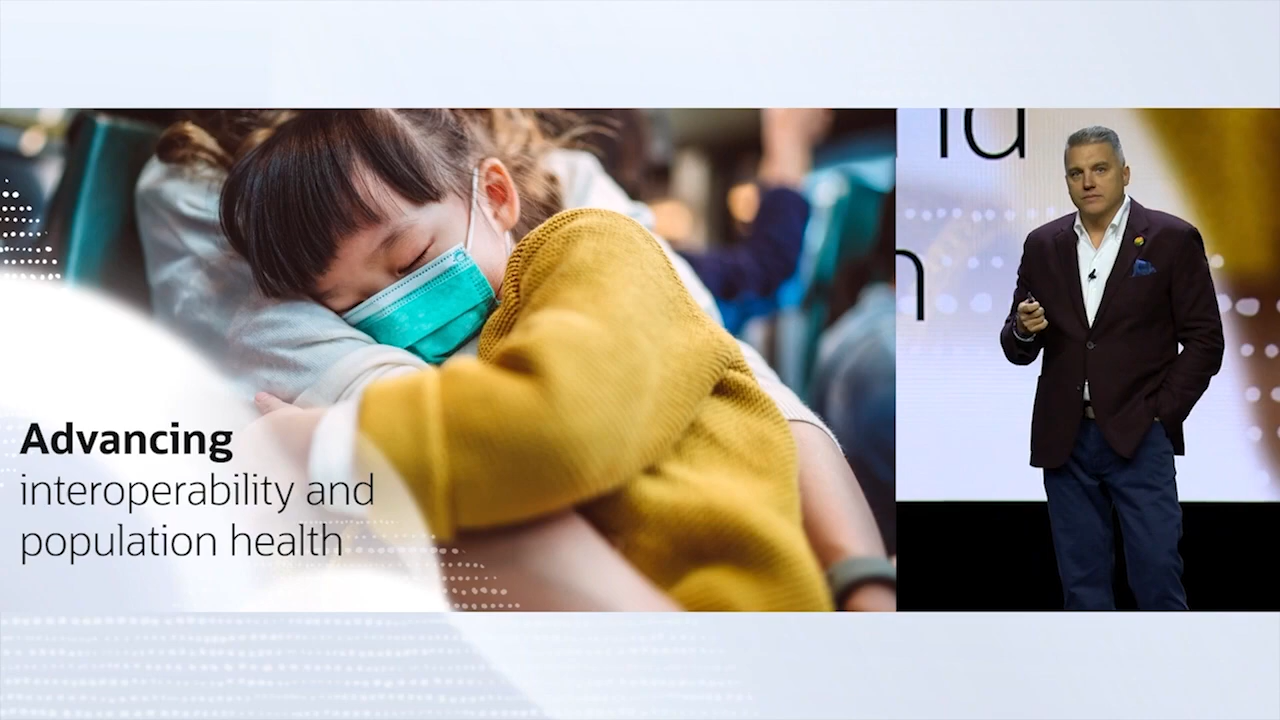 Advancing
interoperability and
population health